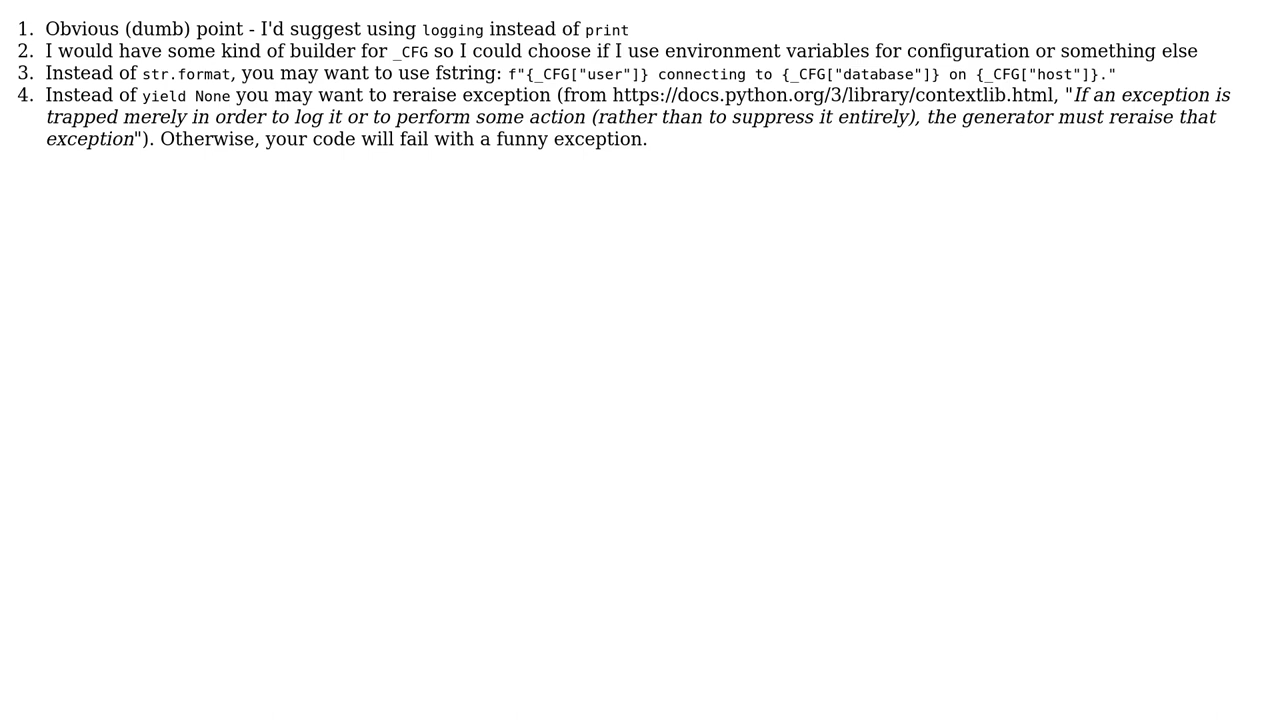 1. Obvious (dumb) point - I'd suggest using logging instead of print
2. I would have some kind of builder for _CFG so I could choose if I use environment variables for configuration or something else
3. Instead of str.format, you may want to use fstring: f"{_CFG["user"]} connecting to {_CFG["database"]} on {_CFG["host"]}."
4. Instead of yield None you may want to reraise exception (from https://docs.python.org/3/library/contextlib.html, "If an exception is
trapped merely in order to log it or to perform some action (rather than to suppress it entirely), the generator must reraise that
exception"). Otherwise, your code will fail with a funny exception.